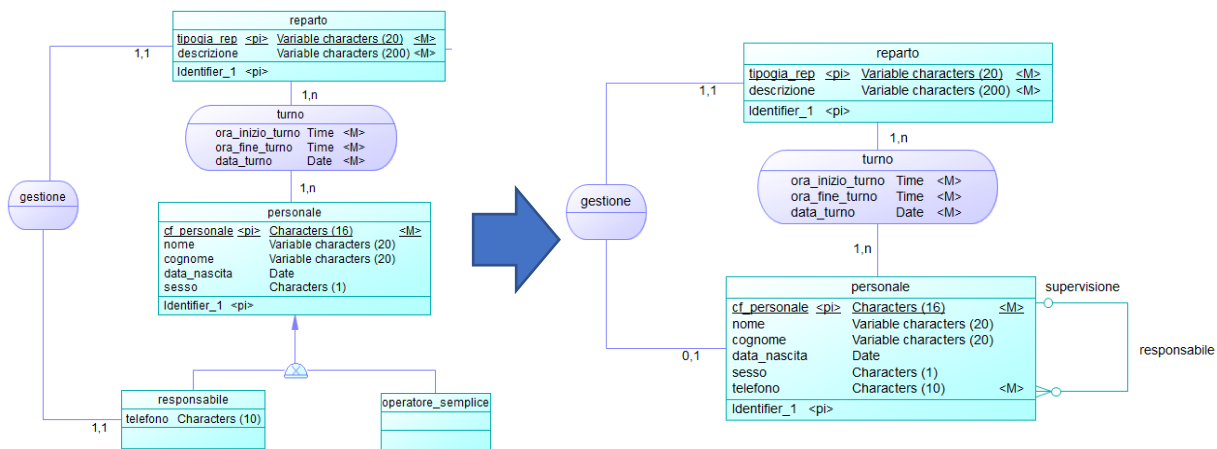 reparto
tipogia_rep <pi> Variable characters (20) <M>
descrizione Variable characters (200) <M>
Identifier_1 <pi>
1,1
1,n
turno
ora_inizio_turno Time <M>
ora_fine_turno Time <M>
data_turno Date <M>
gestione
1,n
personale
cf_personale <pi> Characters (16) <M>
nome Variable characters (20)
cognome Variable characters (20)
data_nascita Date
sesso Characters (1)
Identifier_1 <pi>
responsabile
telefono Characters (10)
1,1
operatore_semplice
reparto
tipogia_rep <pi> Variable characters (20) <M>
descrizione Variable characters (200) <M>
Identifier_1 <pi>
1,1
1,n
turno
ora_inizio_turno Time <M>
ora_fine_turno Time <M>
data_turno Date <M>
gestione
1,n
personale
cf_personale <pi> Characters (16) <M>
nome Variable characters (20)
cognome Variable characters (20)
data_nascita Date
sesso Characters (1)
telefono Characters (10) <M>
Identifier_1 <pi>
0,1
supervisione
responsabile